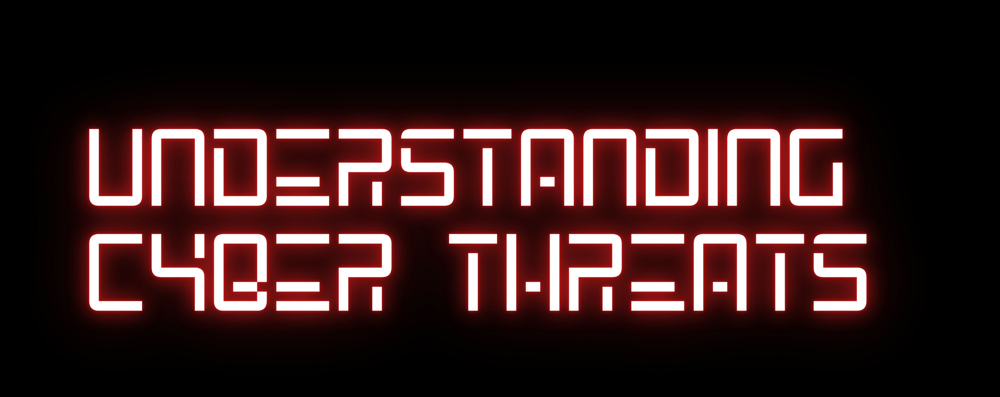 UNDERSTANDING
CYBER THREATS